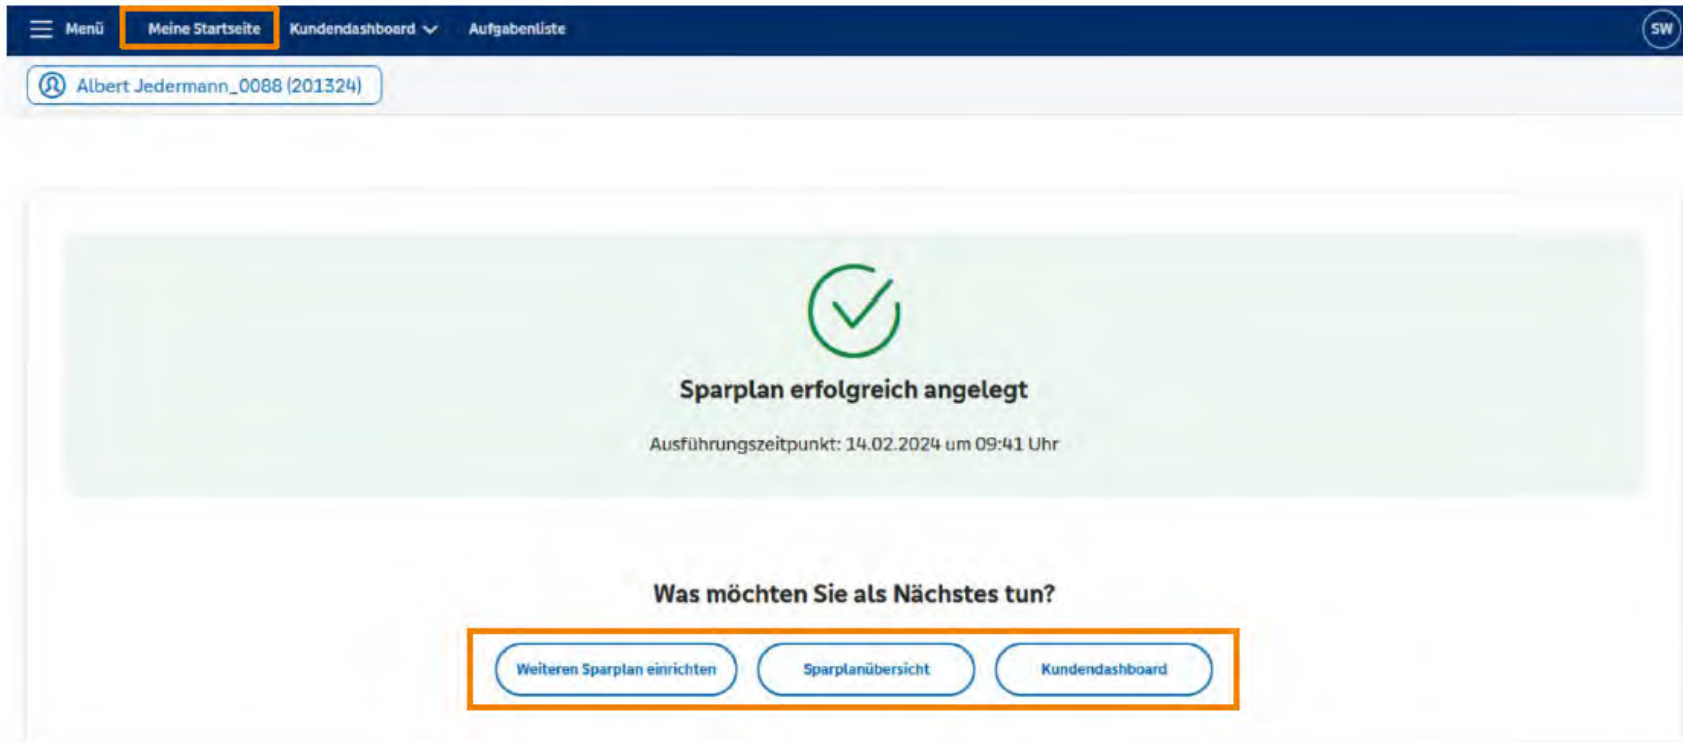 Menü Meine Startseite Kundendashboard Aufgabenliste SW
Albert Jedermann_0088 (201324)
Sparplan erfolgreich angelegt
Ausführungszeitpunkt: 14.02.2024 um 09:41 Uhr
Was möchten Sie als Nächstes tun?
Weiteren Sparplan einrichten Sparplanübersicht Kundendashboard